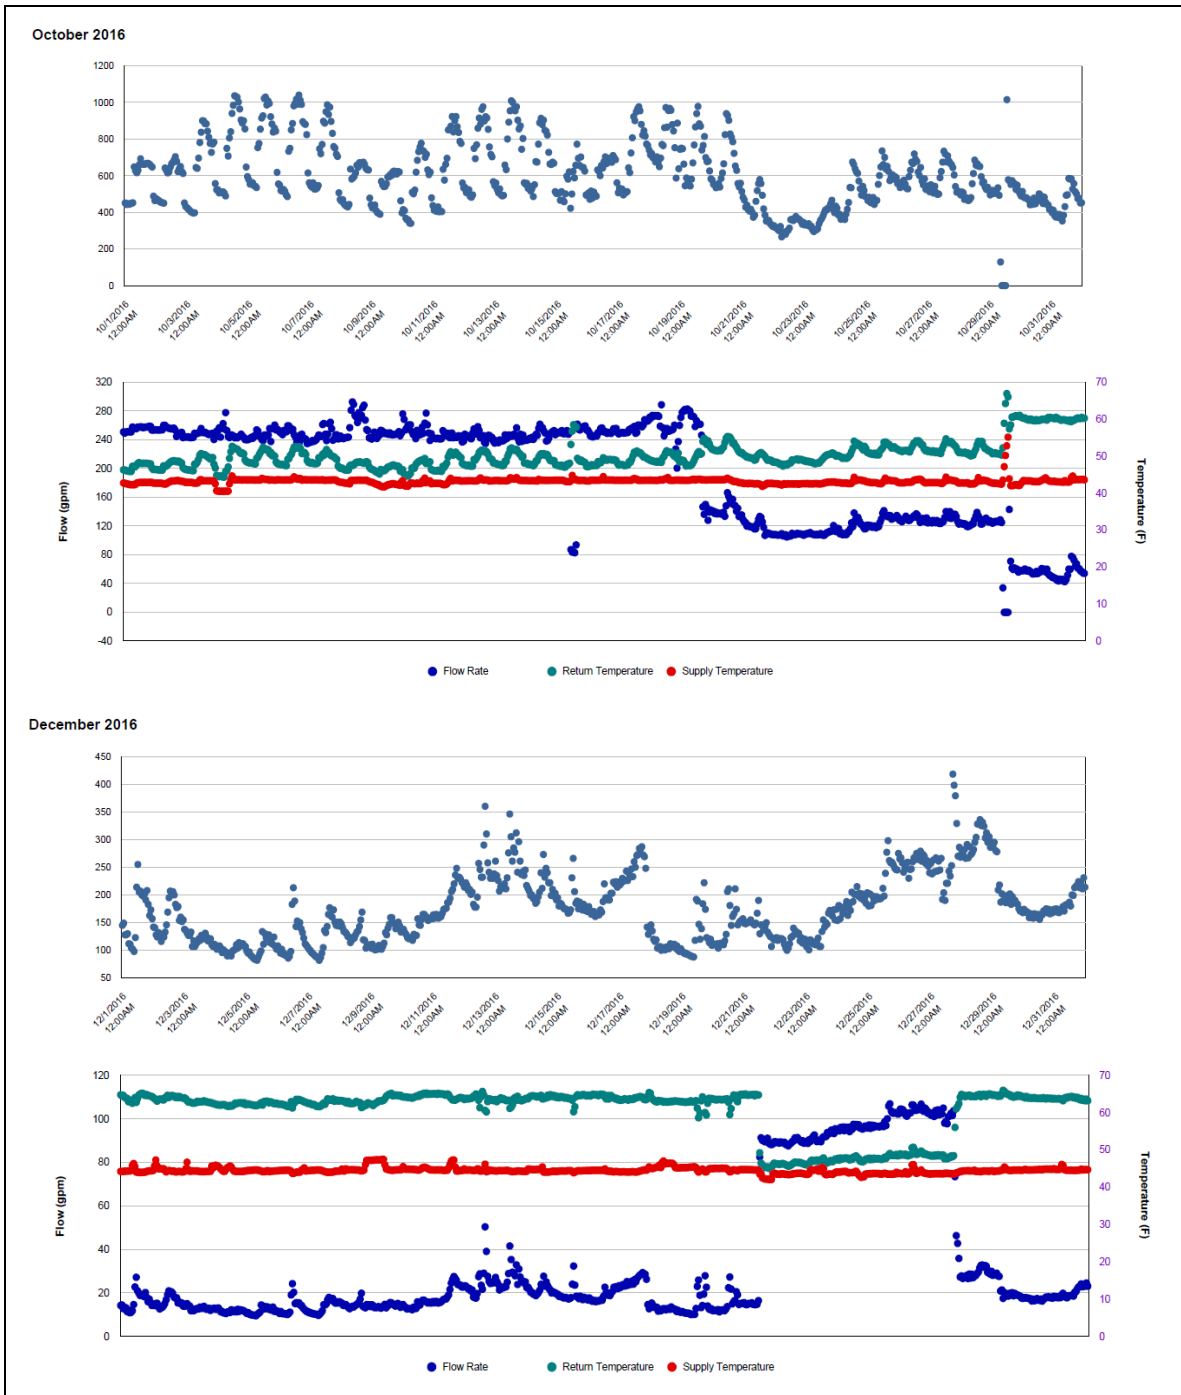 October 2016
1200
1000
800
600
400
200
0
10/1/2016 12:00AM
10/3/2016 12:00AM
10/5/2016 12:00AM
10/7/2016 12:00AM
10/9/2016 12:00AM
10/11/2016 12:00AM
10/13/2016 12:00AM
10/15/2016 12:00AM
10/17/2016 12:00AM
10/19/2016 12:00AM
10/21/2016 12:00AM
10/23/2016 12:00AM
10/25/2016 12:00AM
10/27/2016 12:00AM
10/29/2016 12:00AM
10/31/2016 12:00AM
Flow (gpm)
320
280
240
200
160
120
80
40
0
-40
70
60
50
40
30
20
10
0
Temperature (F)
Flow Rate Return Temperature Supply Temperature
December 2016
450
400
350
300
250
200
150
100
50
12/1/2016 12:00AM
12/3/2016 12:00AM
12/5/2016 12:00AM
12/7/2016 12:00AM
12/9/2016 12:00AM
12/11/2016 12:00AM
12/13/2016 12:00AM
12/15/2016 12:00AM
12/17/2016 12:00AM
12/19/2016 12:00AM
12/21/2016 12:00AM
12/23/2016 12:00AM
12/25/2016 12:00AM
12/27/2016 12:00AM
12/29/2016 12:00AM
12/31/2016 12:00AM
Flow (gpm)
120
100
80
60
40
20
0
70
60
50
40
30
20
10
0
Temperature (F)
Flow Rate Return Temperature Supply Temperature